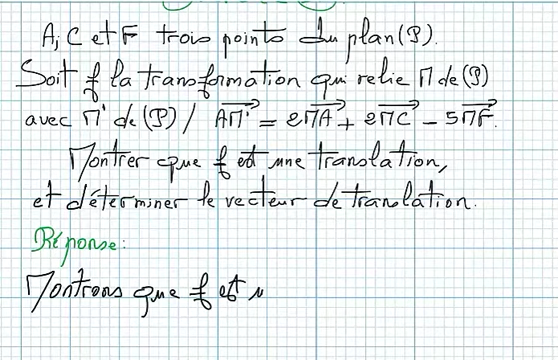 A, C et F trois points du plan (P).
Soit f la transformation qui relie M de (P)
avec M' de (P) / AM⃗' = 2MA⃗ + 2MC⃗ - 5MF⃗.
Montrer que f est une translation,
et déterminer le vecteur de translation.
Réponse:
Montrons que f est u